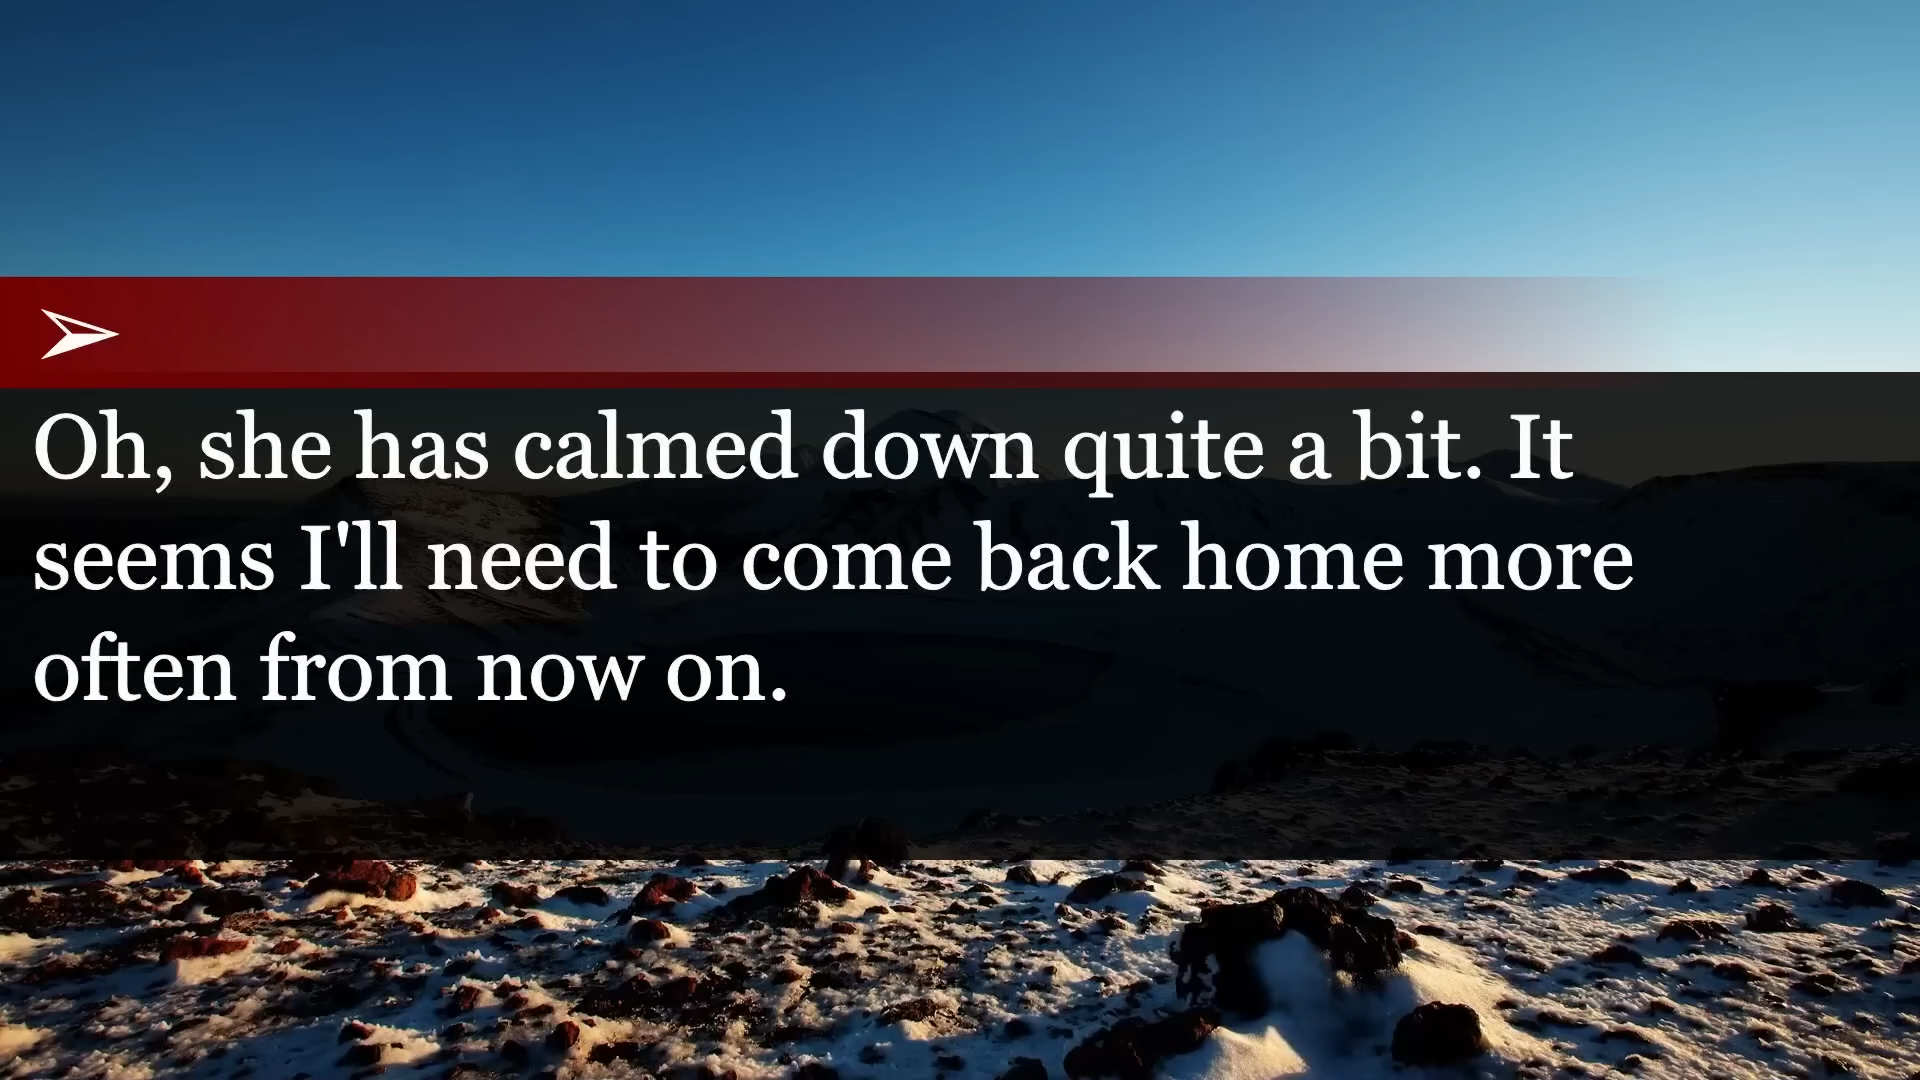 Oh, she has calmed down quite a bit. It
seems I'll need to come back home more
often from now on.